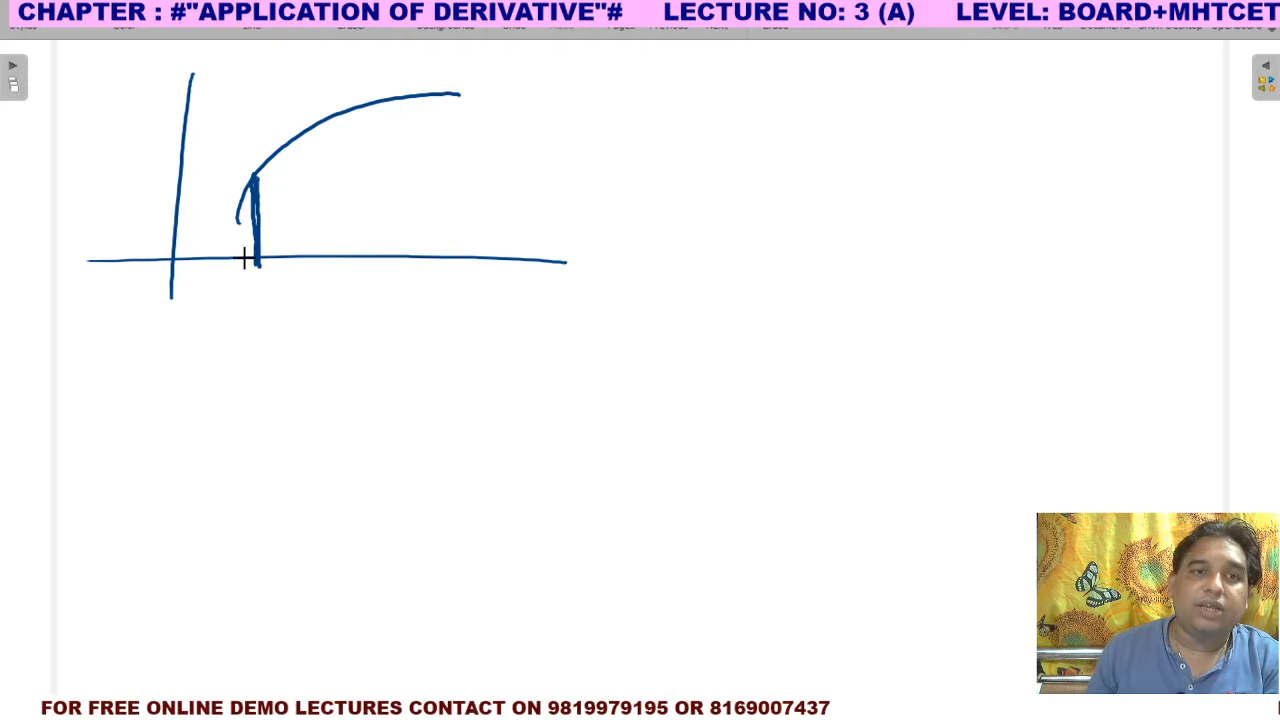 CHAPTER : #"APPLICATION OF DERIVATIVE"# LECTURE NO: 3 (A) LEVEL: BOARD+MHTCET
FOR FREE ONLINE DEMO LECTURES CONTACT ON 9819979195 OR 8169007437